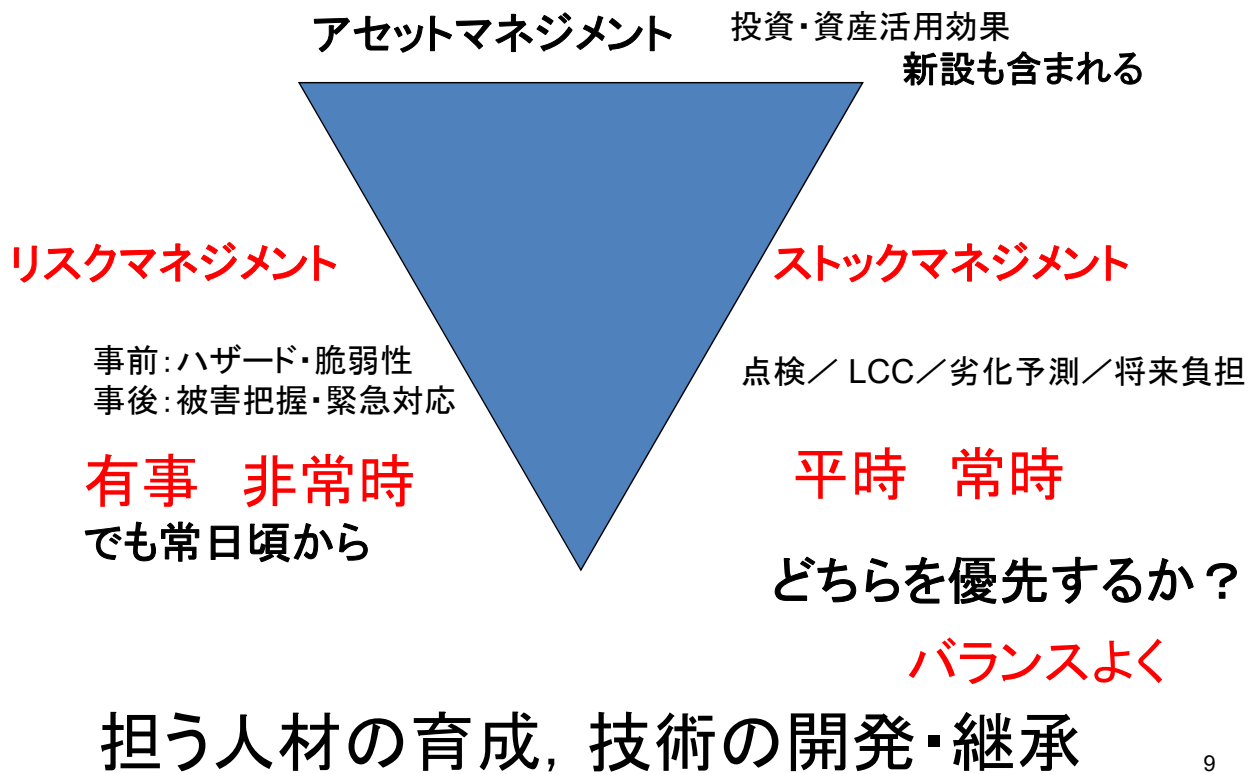 アセットマネジメント
投資・資産活用効果
新設も含まれる
リスクマネジメント
ストックマネジメント
事前：ハザード・脆弱性
事後：被害把握・緊急対応
点検／ LCC／劣化予測／将来負担
有事　非常時
でも常日頃から
平時　常時
どちらを優先するか？
バランスよく
担う人材の育成，技術の開発・継承
9